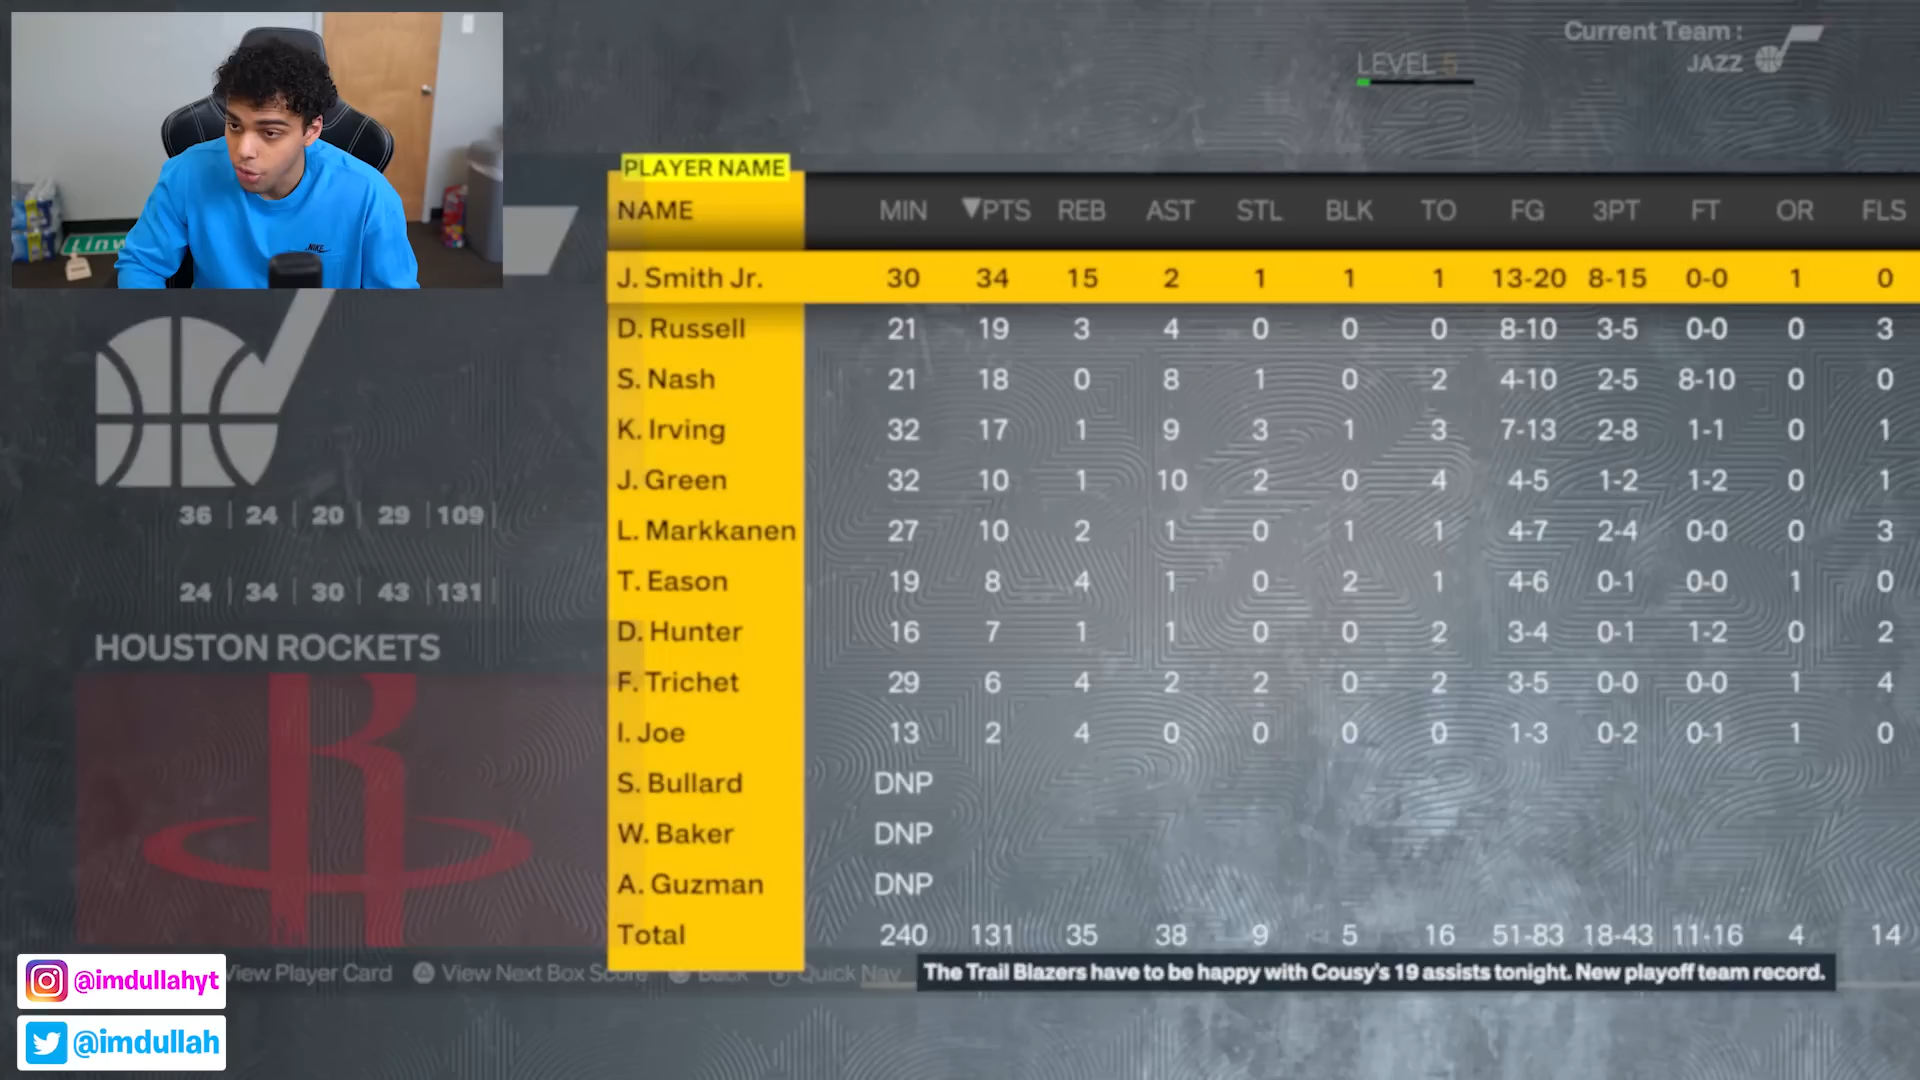 Current Team :
JAZZ
LEVEL 5
PLAYER NAME
NAME MIN ▼PTS REB AST STL BLK TO FG 3PT FT OR FLS
J. Smith Jr. 30 34 15 2 1 1 1 13-20 8-15 0-0 1 0
D. Russell 21 19 3 4 0 0 0 8-10 3-5 0-0 0 3
S. Nash 21 18 0 8 1 0 2 4-10 2-5 8-10 0 0
K. Irving 32 17 1 9 3 1 3 7-13 2-8 1-1 0 1
J. Green 32 10 1 10 2 0 4 4-5 1-2 1-2 0 1
L. Markkanen 27 10 2 1 0 1 1 4-7 2-4 0-0 0 3
T. Eason 19 8 4 1 0 2 1 4-6 0-1 0-0 1 0
D. Hunter 16 7 1 1 0 0 2 3-4 0-1 1-2 0 2
F. Trichet 29 6 4 2 2 0 2 3-5 0-0 0-0 1 4
I. Joe 13 2 4 0 0 0 0 1-3 0-2 0-1 1 0
S. Bullard DNP
W. Baker DNP
A. Guzman DNP
Total 240 131 35 38 9 5 16 51-83 18-43 11-16 4 14
36 | 24 | 20 | 29 | 109
24 | 34 | 30 | 43 | 131
HOUSTON ROCKETS
View Player Card View Next Box Score Quick Nav
The Trail Blazers have to be happy with Cousy's 19 assists tonight. New playoff team record.
@imdullahyt
@imdullah
NIKE